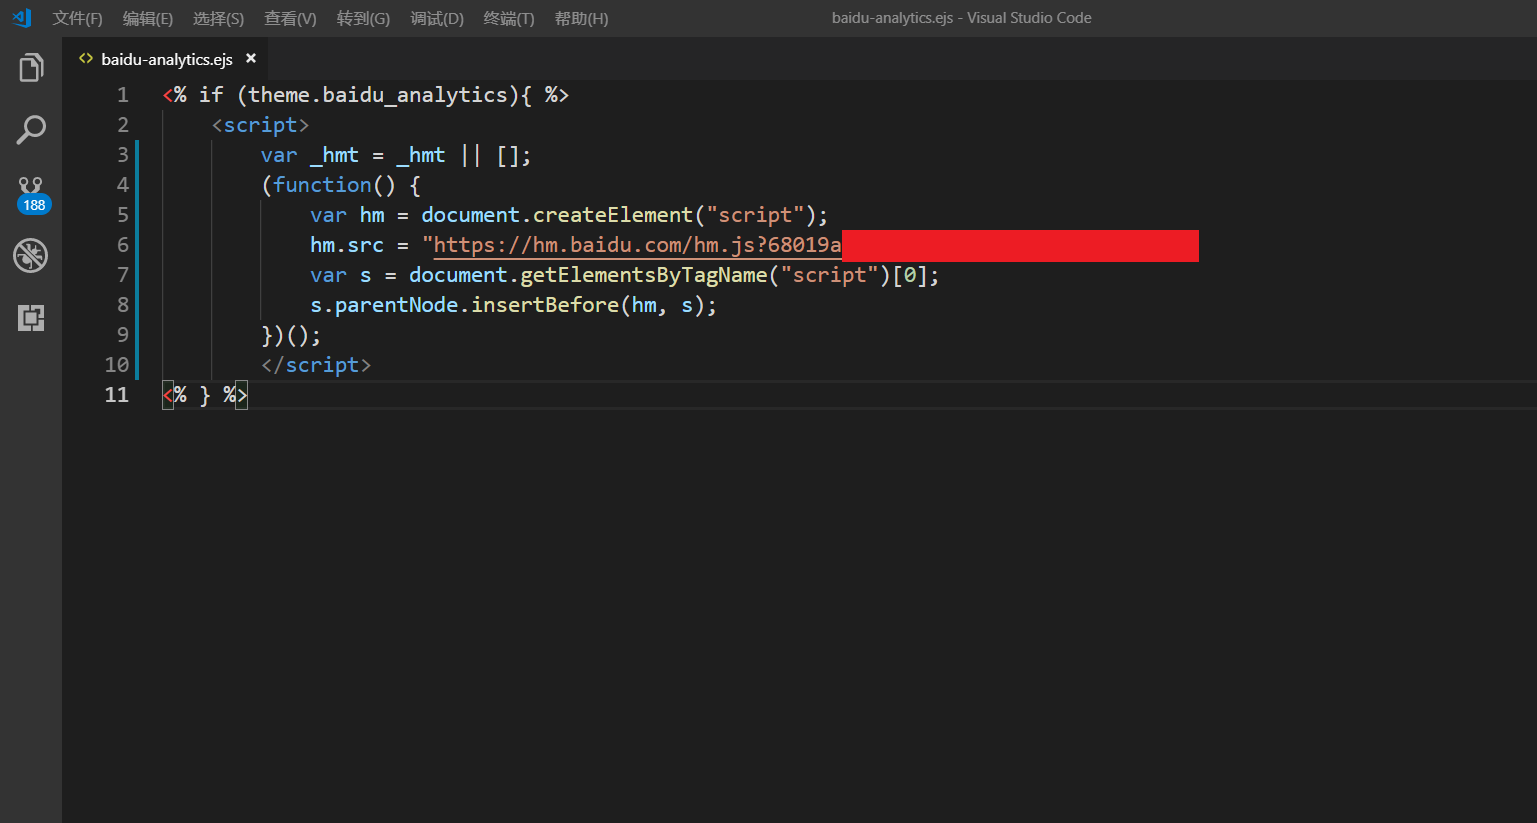 文件(F) 编辑(E) 选择(S) 查看(V) 转到(G) 调试(D) 终端(T) 帮助(H) baidu-analytics.ejs - Visual Studio Code
<> baidu-analytics.ejs ×
188
1 <% if (theme.baidu_analytics){ %>
2 <script>
3 var _hmt = _hmt || [];
4 (function() {
5 var hm = document.createElement("script");
6 hm.src = "https://hm.baidu.com/hm.js?68019a
7 var s = document.getElementsByTagName("script")[0];
8 s.parentNode.insertBefore(hm, s);
9 })();
10 </script>
11 <% } %>